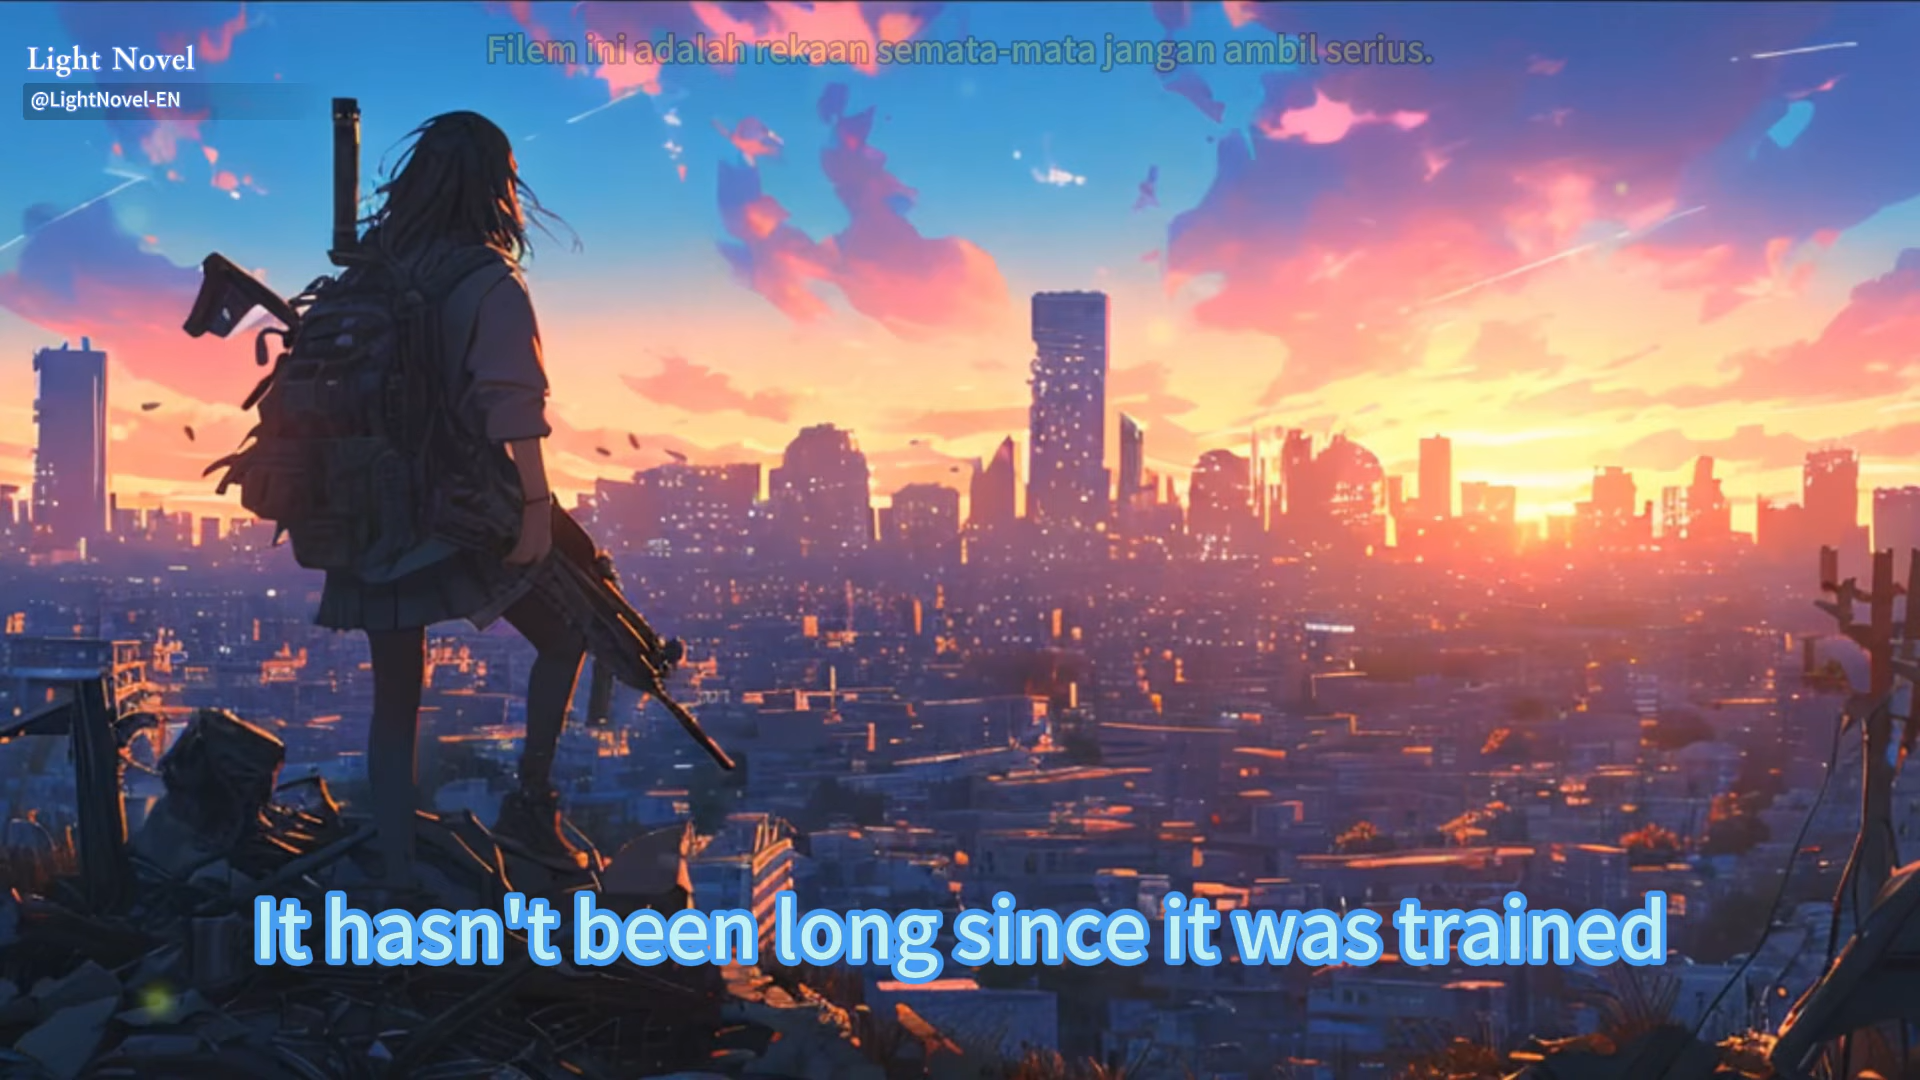 Filem ini adalah rekaan semata-mata jangan ambil serius.
Light Novel
@LightNovel-EN
It hasn't been long since it was trained